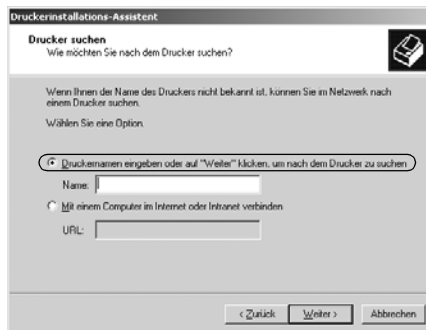 Druckerinstallations-Assistent
Drucker suchen
Wie möchten Sie nach dem Drucker suchen?
Wenn Ihnen der Name des Druckers nicht bekannt ist, können Sie im Netzwerk nach
einem Drucker suchen.
Wählen Sie eine Option.
Druckernamen eingeben oder auf "Weiter" klicken, um nach dem Drucker zu suchen
Name:
Mit einem Computer im Internet oder Intranet verbinden
URL:
< Zurück Weiter > Abbrechen